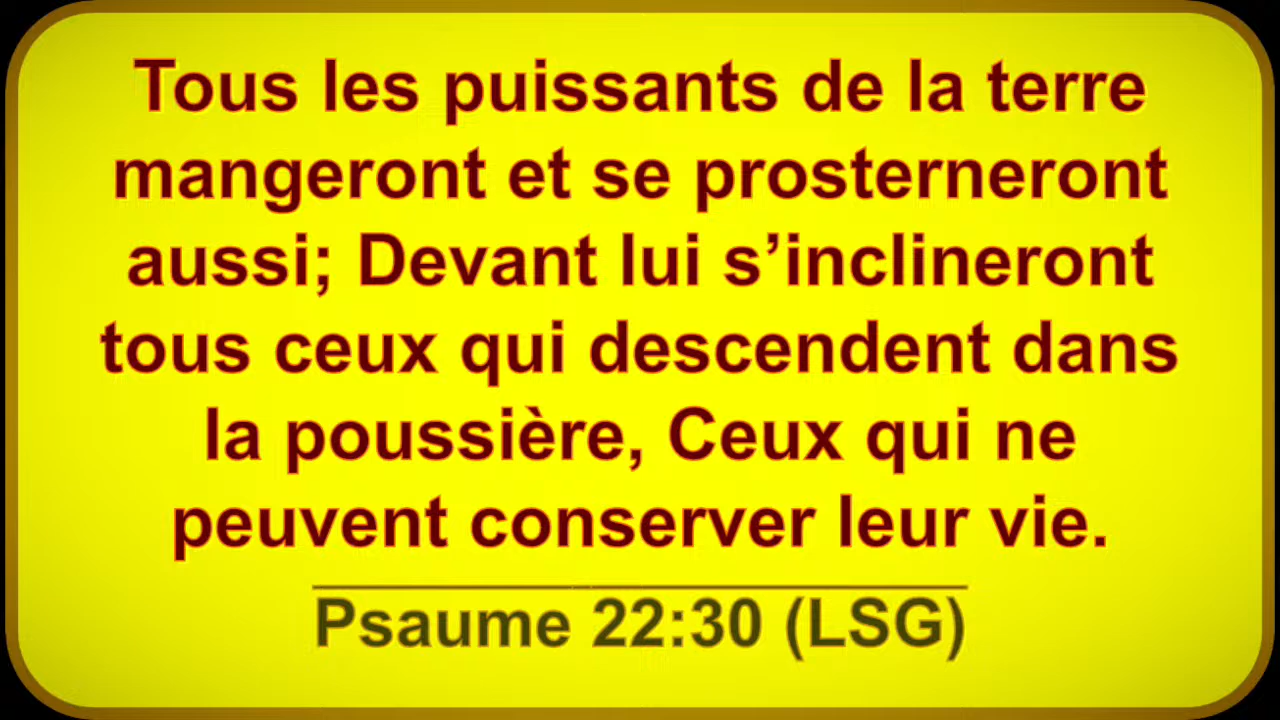 Tous les puissants de la terre
mangeront et se prosterneront
aussi; Devant lui s’inclineront
tous ceux qui descendent dans
la poussière, Ceux qui ne
peuvent conserver leur vie.
Psaume 22:30 (LSG)